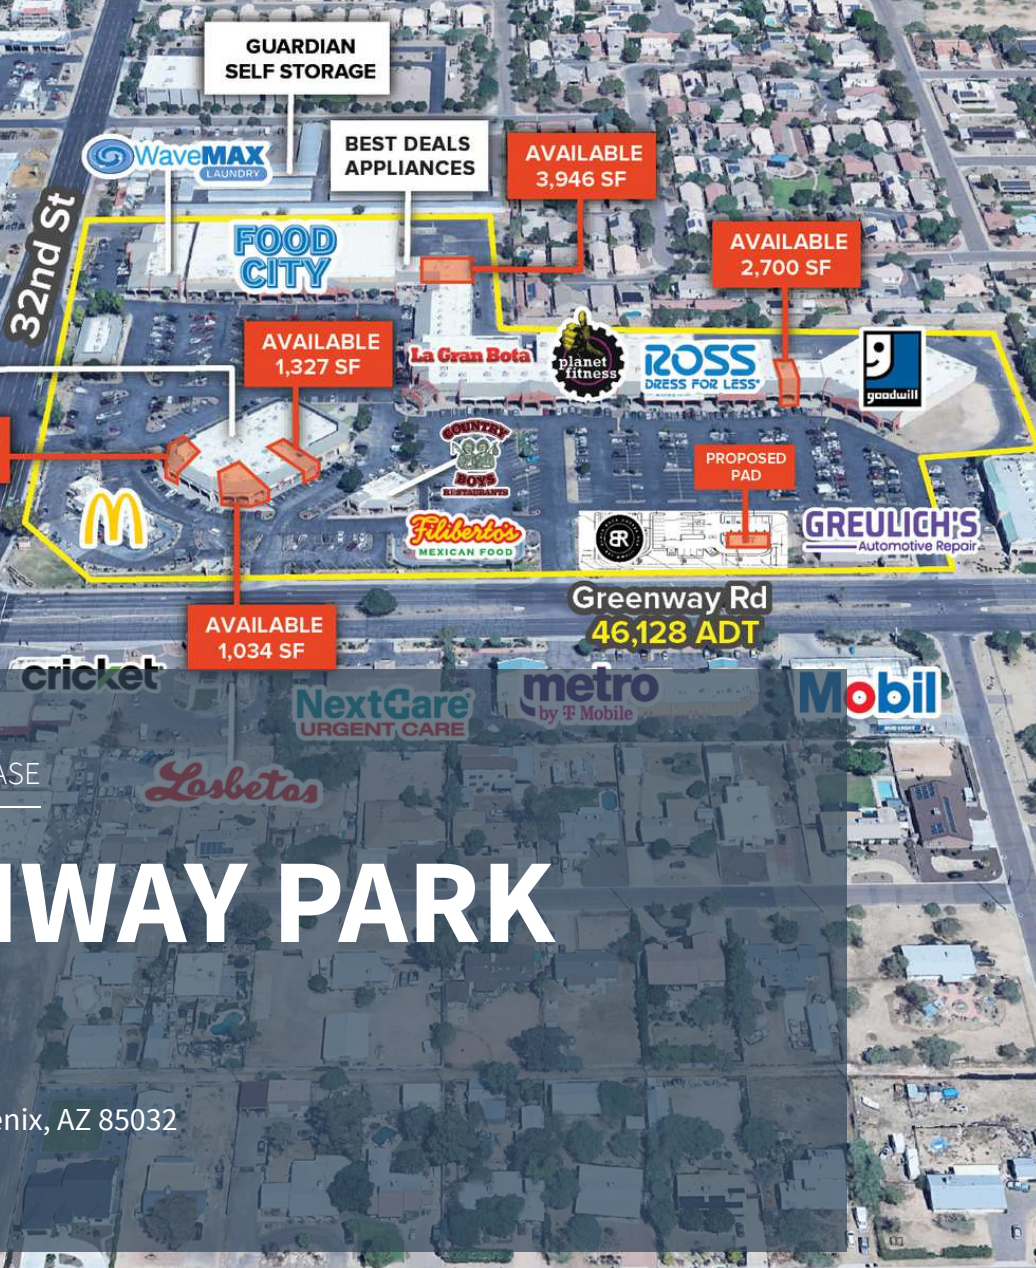 GUARDIAN
SELF STORAGE
WaveMAX
LAUNDRY
BEST DEALS
APPLIANCES
AVAILABLE
3,946 SF
32nd St
FOOD
CITY
AVAILABLE
2,700 SF
AVAILABLE
1,327 SF
La Gran Bota
planet
fitness
ROSS
DRESS FOR LESS
goodwill
COUNTRY
BOYS
RESTAURANTS
PROPOSED
PAD
Filiberto's
MEXICAN FOOD
BR
GREULICH'S
Automotive Repair
Greenway Rd
46,128 ADT
AVAILABLE
1,034 SF
cricket
NextCare
URGENT CARE
metro
by T Mobile
Mobil
ASE
Losbetos
WAY PARK
enix, AZ 85032